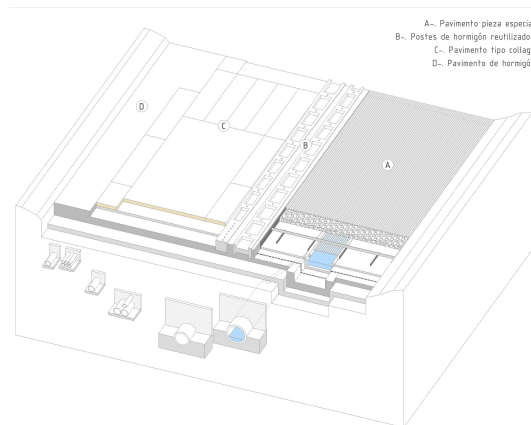 A-. Pavimento pieza especia
B-. Postes de hormigón reutilizado
C-. Pavimento tipo collag
D-. Pavimento de hormigó
D
C
B
A